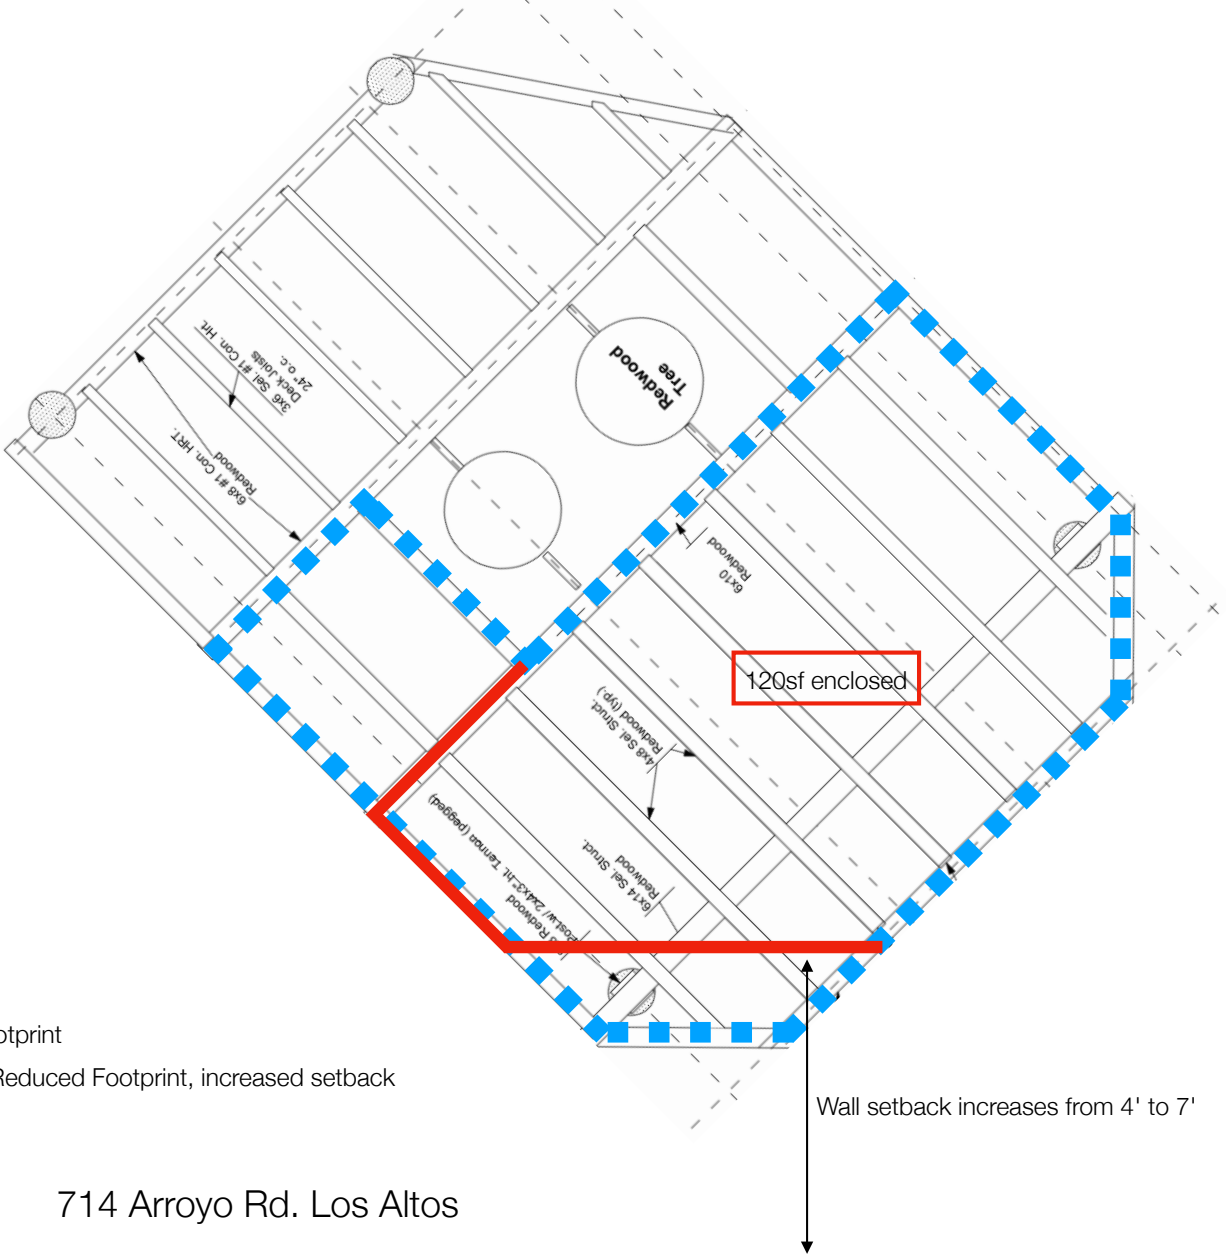 3x6 Sel. #1 Con. Hrt.
Deck Joists
24" o.c.
6x8 #1 Con. HRT.
Redwood
Redwood
Tree
6x10
Redwood
120sf enclosed
4x8 Sel. Struct.
Redwood (typ.)
6x14 Sel. Struct.
Redwood
Redwood
Post w/ 2x4x3" ht. Tennon (pegged)
otprint
Reduced Footprint, increased setback
Wall setback increases from 4' to 7'
714 Arroyo Rd. Los Altos